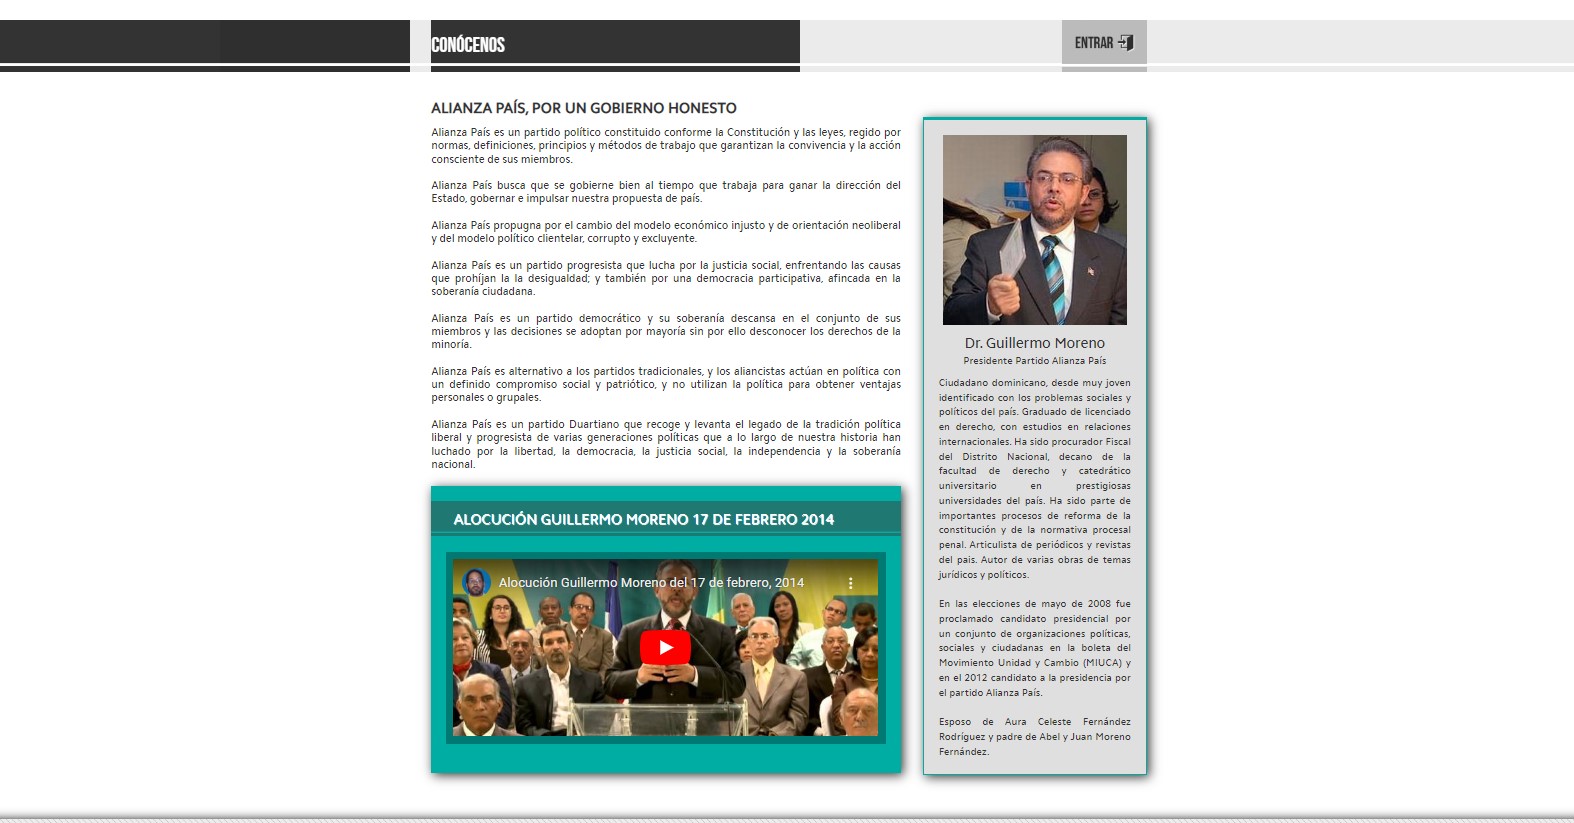 CONÓCENOS
ENTRAR
ALIANZA PAÍS, POR UN GOBIERNO HONESTO
Alianza País es un partido político constituido conforme la Constitución y las leyes, regido por
normas, definiciones, principios y métodos de trabajo que garantizan la convivencia y la acción
consciente de sus miembros.
Alianza País busca que se gobierne bien al tiempo que trabaja para ganar la dirección del
Estado, gobernar e impulsar nuestra propuesta de país.
Alianza País propugna por el cambio del modelo económico injusto y de orientación neoliberal
y del modelo político clientelar, corrupto y excluyente.
Alianza País es un partido progresista que lucha por la justicia social, enfrentando las causas
que prohíjan la la desigualdad; y también por una democracia participativa, afincada en la
soberanía ciudadana.
Alianza País es un partido democrático y su soberanía descansa en el conjunto de sus
miembros y las decisiones se adoptan por mayoría sin por ello desconocer los derechos de la
minoría.
Alianza País es alternativo a los partidos tradicionales, y los aliancistas actúan en política con
un definido compromiso social y patriótico, y no utilizan la política para obtener ventajas
personales o grupales.
Alianza País es un partido Duartiano que recoge y levanta el legado de la tradición política
liberal y progresista de varias generaciones políticas que a lo largo de nuestra historia han
luchado por la libertad, la democracia, la justicia social, la independencia y la soberanía
nacional.
ALOCUCIÓN GUILLERMO MORENO 17 DE FEBRERO 2014
Alocución Guillermo Moreno del 17 de febrero, 2014
Dr. Guillermo Moreno
Presidente Partido Alianza País
Ciudadano dominicano, desde muy joven
identificado con los problemas sociales y
políticos del país. Graduado de licenciado
en derecho, con estudios en relaciones
internacionales. Ha sido procurador Fiscal
del Distrito Nacional, decano de la
facultad de derecho y catedrático
universitario en prestigiosas
universidades del país. Ha sido parte de
importantes procesos de reforma de la
constitución y de la normativa procesal
penal. Articulista de periódicos y revistas
del pais. Autor de varias obras de temas
jurídicos y políticos.
En las elecciones de mayo de 2008 fue
proclamado candidato presidencial por
un conjunto de organizaciones políticas,
sociales y ciudadanas en la boleta del
Movimiento Unidad y Cambio (MIUCA) y
en el 2012 candidato a la presidencia por
el partido Alianza País.
Esposo de Aura Celeste Fernández
Rodríguez y padre de Abel y Juan Moreno
Fernández.